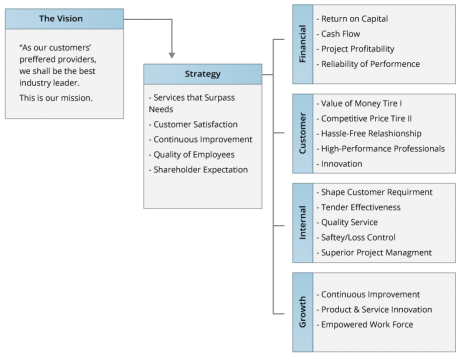 The Vision
"As our customers'
preffered providers,
we shall be the best
industry leader.
This is our mission.
Strategy
- Services that Surpass
Needs
- Customer Satisfaction
- Continuous Improvement
- Quality of Employees
- Shareholder Expectation
Financial
- Return on Capital
- Cash Flow
- Project Profitability
- Reliability of Performance
Customer
- Value of Money Tire I
- Competitive Price Tire II
- Hassle-Free Relashionship
- High-Performance Professionals
- Innovation
Internal
- Shape Customer Requirment
- Tender Effectiveness
- Quality Service
- Saftey/Loss Control
- Superior Project Managment
Growth
- Continuous Improvement
- Product & Service Innovation
- Empowered Work Force